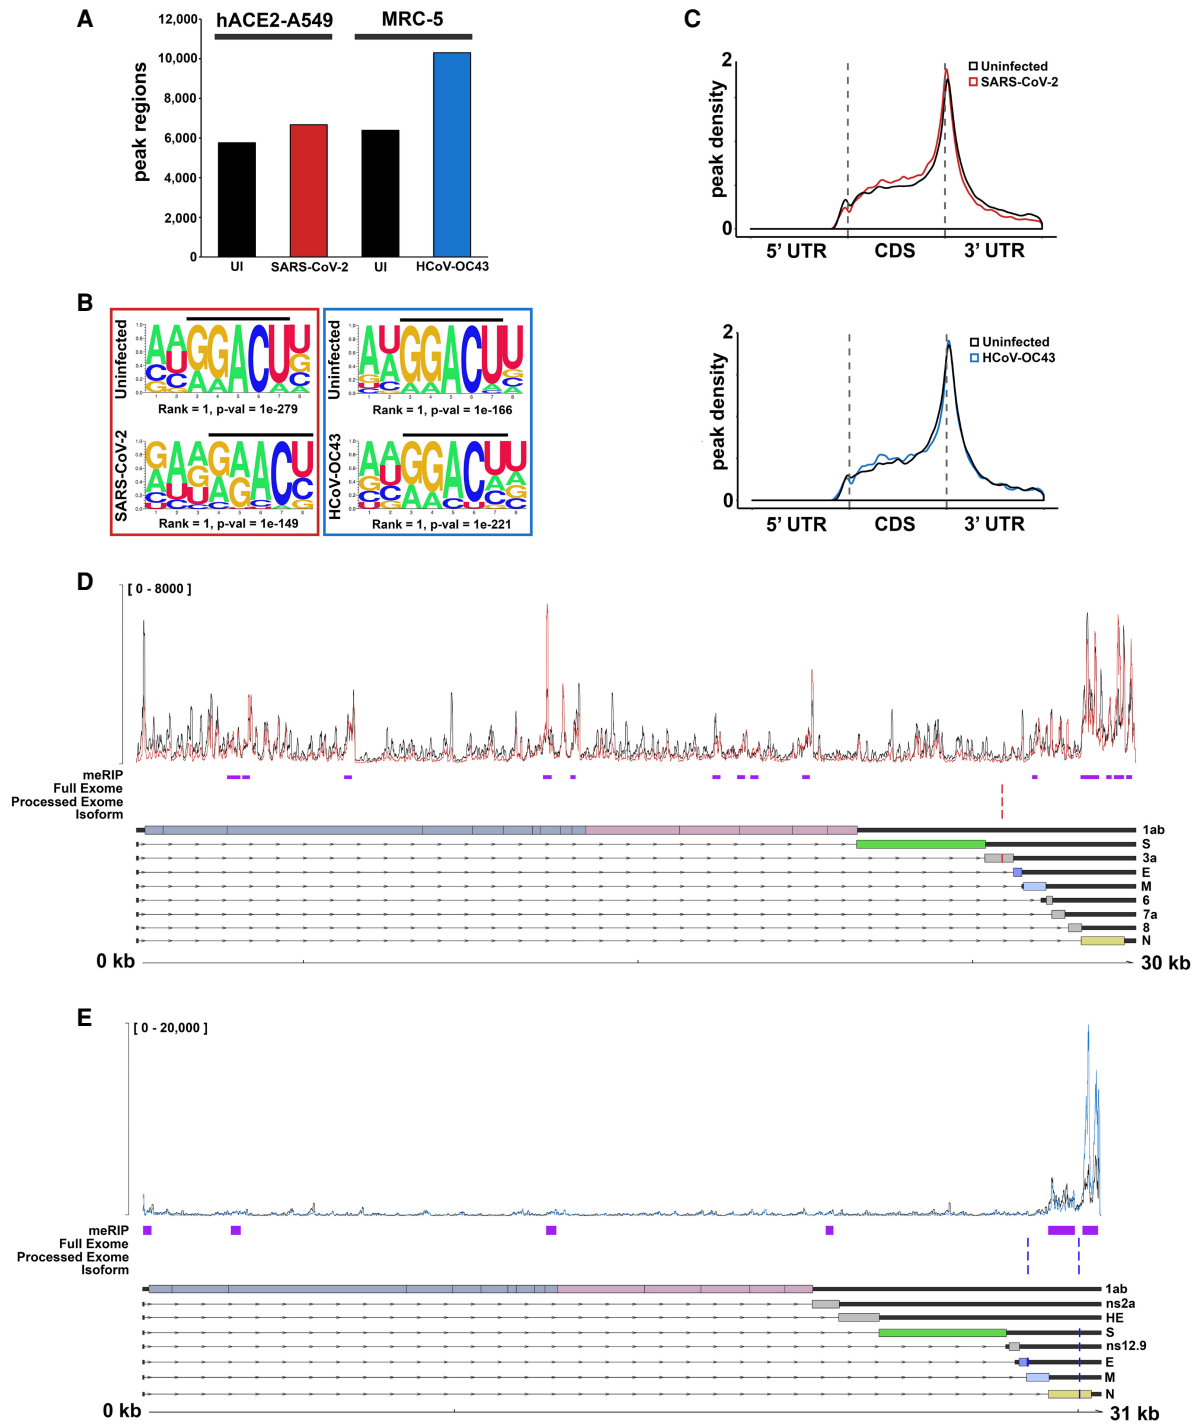 A
hACE2-A549
MRC-5
peak regions
12,000
10,000
8,000
6,000
4,000
2,000
0
UI
SARS-CoV-2
UI
HCoV-OC43
B
Uninfected
Rank = 1, p-val = 1e-279
Uninfected
Rank = 1, p-val = 1e-166
SARS-CoV-2
Rank = 1, p-val = 1e-149
HCoV-OC43
Rank = 1, p-val = 1e-221
C
peak density
2
0
Uninfected
SARS-CoV-2
5' UTR
CDS
3' UTR
peak density
2
0
Uninfected
HCoV-OC43
5' UTR
CDS
3' UTR
D
[ 0 - 8000 ]
meRIP
Full Exome
Processed Exome
Isoform
1ab
S
3a
E
M
6
7a
8
N
0 kb
30 kb
E
[ 0 - 20,000 ]
meRIP
Full Exome
Processed Exome
Isoform
1ab
ns2a
HE
S
ns12.9
E
M
N
0 kb
31 kb